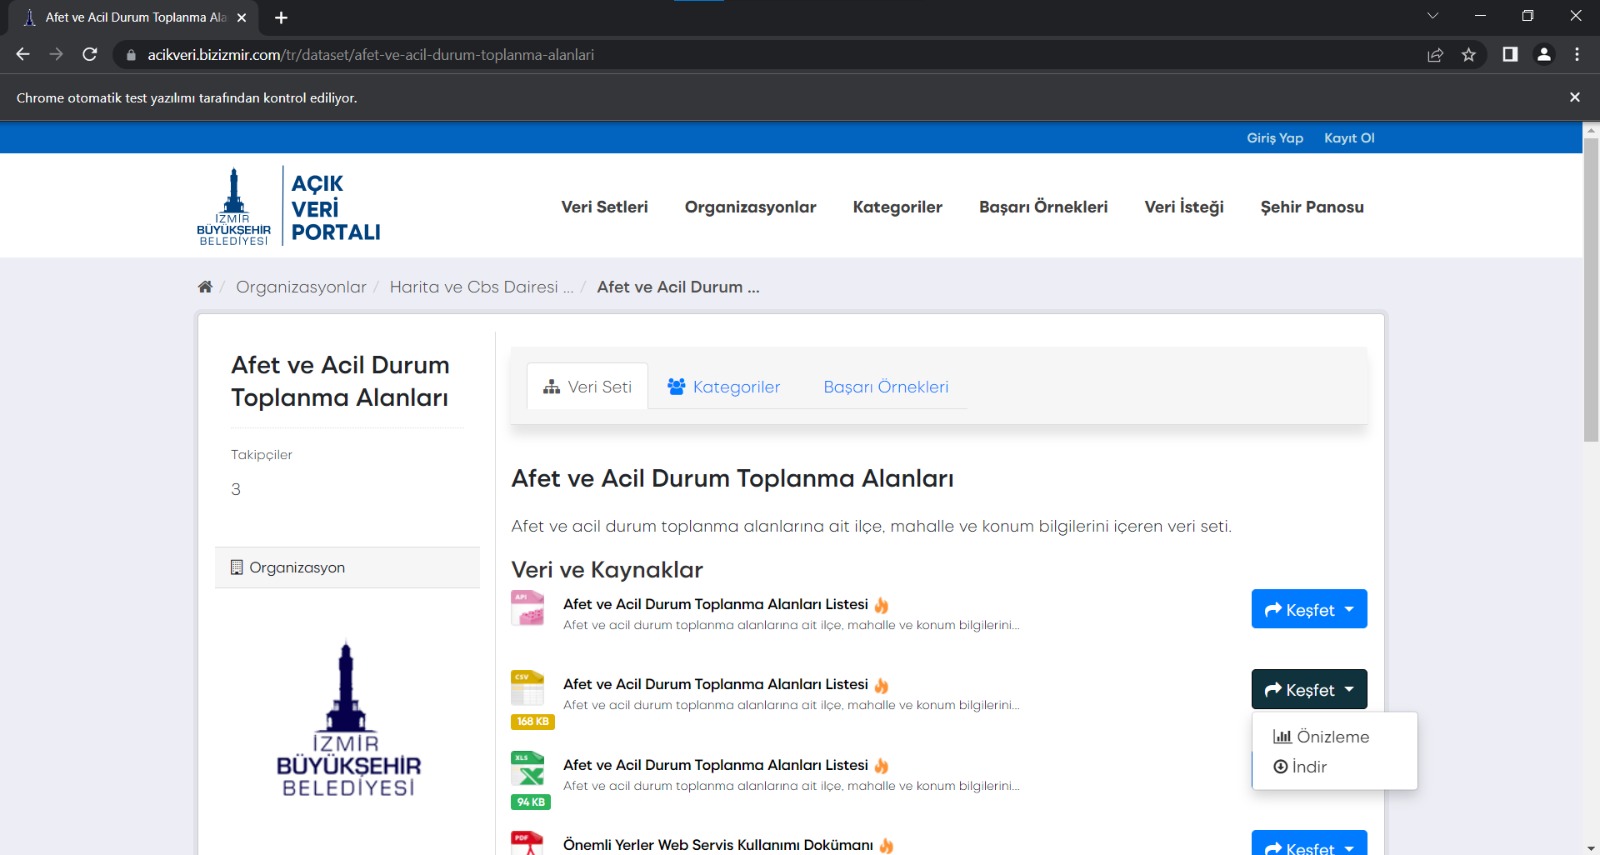 Afet ve Acil Durum Toplanma Ala
acikveri.bizizmir.com/tr/dataset/afet-ve-acil-durum-toplanma-alanlari
Chrome otomatik test yazılımı tarafından kontrol ediliyor.
Giriş Yap Kayıt Ol
İZMİR
BÜYÜKŞEHİR
BELEDİYESİ
AÇIK
VERİ
PORTALI
Veri Setleri Organizasyonlar Kategoriler Başarı Örnekleri Veri İsteği Şehir Panosu
/ Organizasyonlar / Harita ve Cbs Dairesi ... / Afet ve Acil Durum ...
Afet ve Acil Durum
Toplanma Alanları
Takipçiler
3
Organizasyon
İZMİR
BÜYÜKŞEHİR
BELEDİYESİ
Veri Seti Kategoriler Başarı Örnekleri
Afet ve Acil Durum Toplanma Alanları
Afet ve acil durum toplanma alanlarına ait ilçe, mahalle ve konum bilgilerini içeren veri seti.
Veri ve Kaynaklar
API
Afet ve Acil Durum Toplanma Alanları Listesi
Afet ve acil durum toplanma alanlarına ait ilçe, mahalle ve konum bilgilerini...
Keşfet
CSV
168 KB
Afet ve Acil Durum Toplanma Alanları Listesi
Afet ve acil durum toplanma alanlarına ait ilçe, mahalle ve konum bilgilerini...
Keşfet
Önizleme
İndir
XLS
94 KB
Afet ve Acil Durum Toplanma Alanları Listesi
Afet ve acil durum toplanma alanlarına ait ilçe, mahalle ve konum bilgilerini...
PDF
Önemli Yerler Web Servis Kullanımı Dokümanı
Keşfet